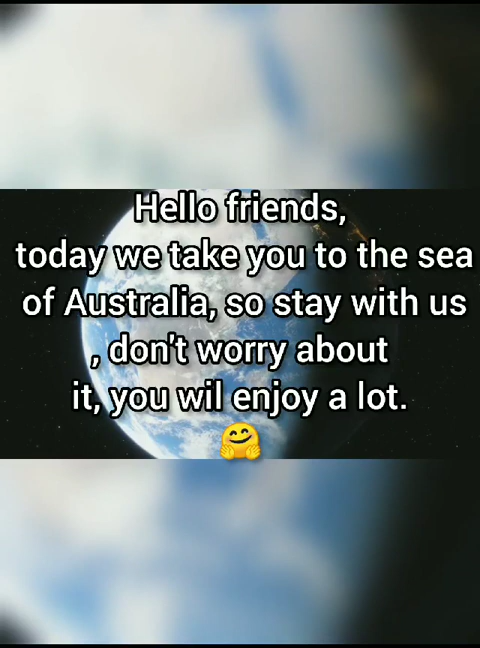 Hello friends,
today we take you to the sea
of Australia, so stay with us
, don't worry about
it, you wil enjoy a lot.
🤗